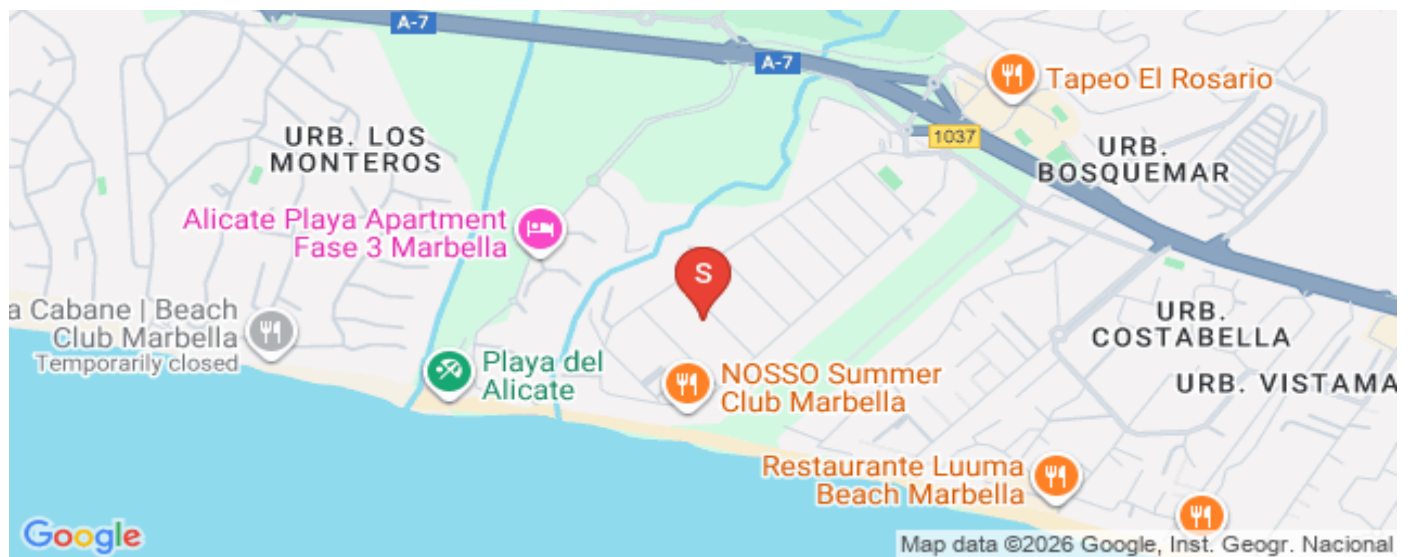 A-7
A-7
Tapeo El Rosario
1037
URB. LOS
MONTEROS
URB.
BOSQUEMAR
Alicate Playa Apartment
Fase 3 Marbella
S
a Cabane | Beach
Club Marbella
Temporarily closed
URB.
COSTABELLA
Playa del
Alicate
NOSSO Summer
Club Marbella
URB. VISTAMA
Restaurante Luuma
Beach Marbella
Google
Map data ©2026 Google, Inst. Geogr. Nacional